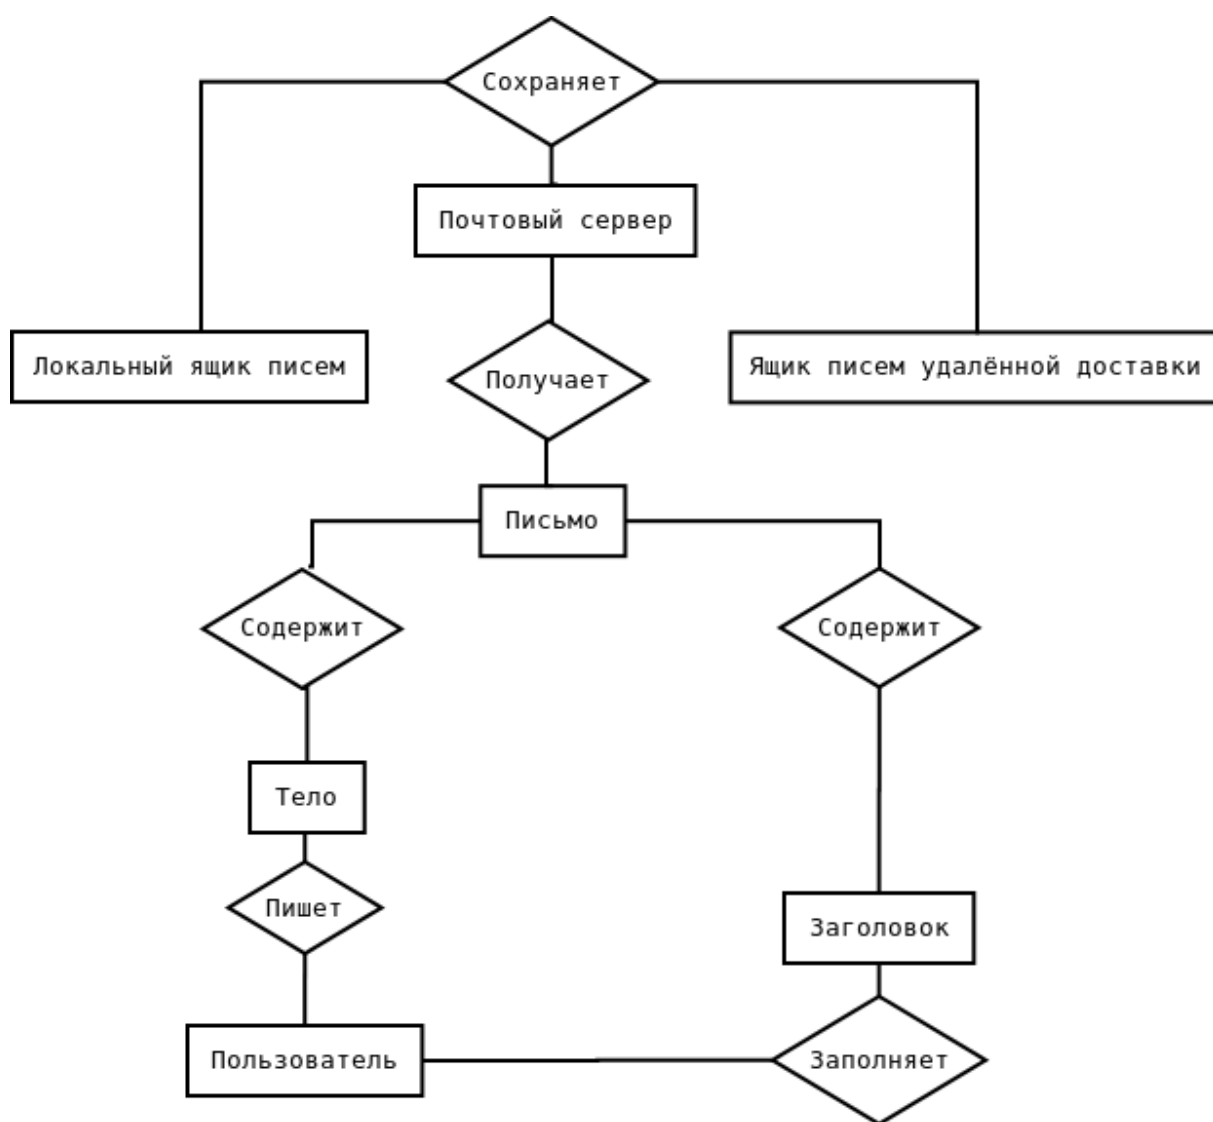 Сохраняет
Почтовый сервер
Локальный ящик писем
Получает
Ящик писем удалённой доставки
Письмо
Содержит
Содержит
Тело
Пишет
Заголовок
Пользователь
Заполняет